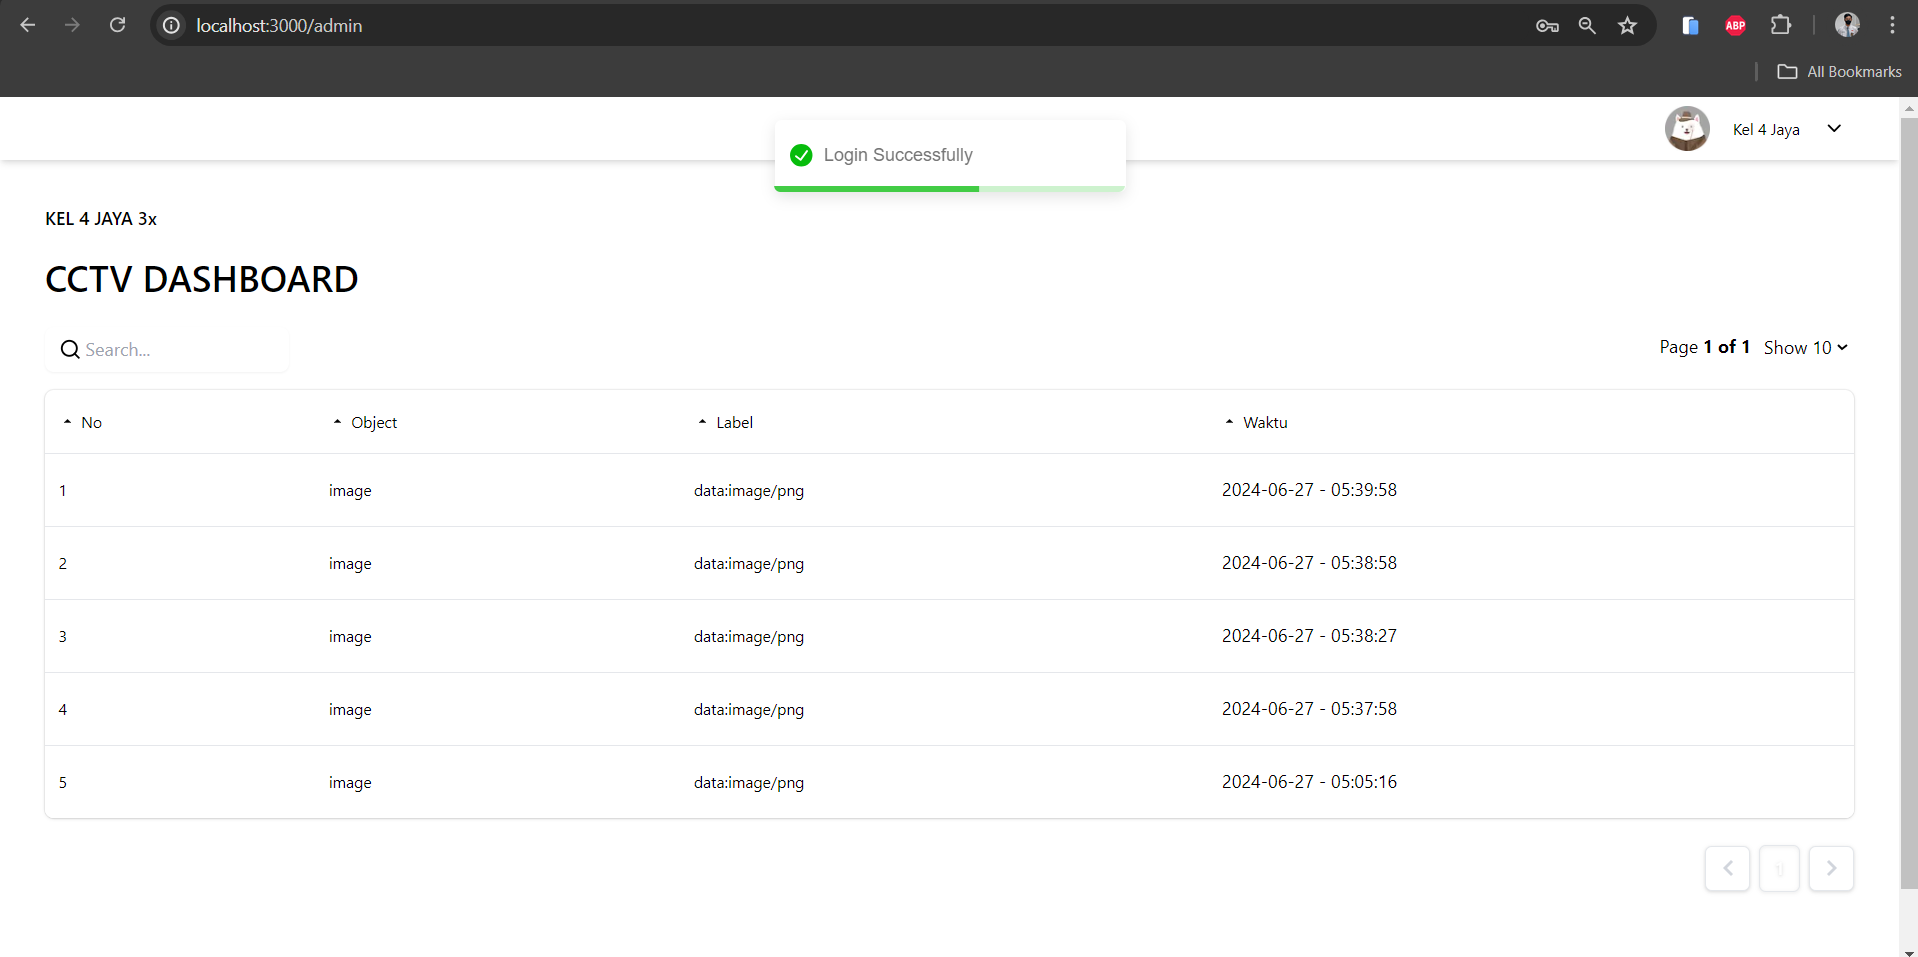 localhost:3000/admin
ABP
All Bookmarks
Kel 4 Jaya
Login Successfully
KEL 4 JAYA 3x
CCTV DASHBOARD
Search...
Page 1 of 1 Show 10
No Object Label Waktu
1 image data:image/png 2024-06-27 - 05:39:58
2 image data:image/png 2024-06-27 - 05:38:58
3 image data:image/png 2024-06-27 - 05:38:27
4 image data:image/png 2024-06-27 - 05:37:58
5 image data:image/png 2024-06-27 - 05:05:16